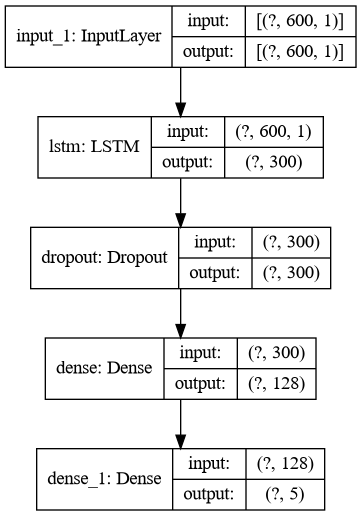 input_1: InputLayer
input: [(?, 600, 1)]
output: [(?, 600, 1)]
lstm: LSTM
input: (?, 600, 1)
output: (?, 300)
dropout: Dropout
input: (?, 300)
output: (?, 300)
dense: Dense
input: (?, 300)
output: (?, 128)
dense_1: Dense
input: (?, 128)
output: (?, 5)